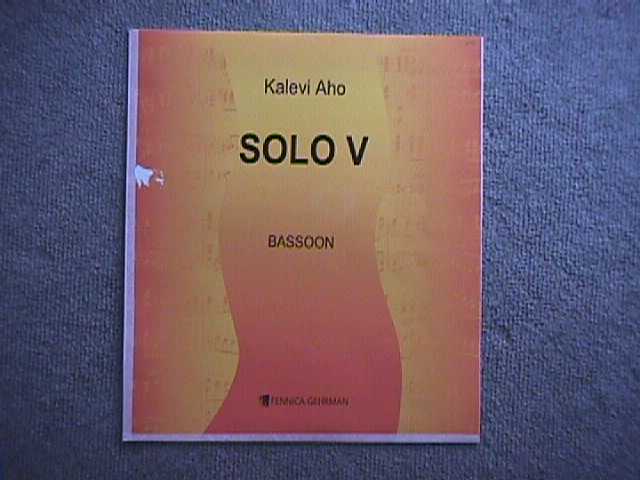 Kalevi Aho
SOLO V
BASSOON
FENNICA GEHRMAN